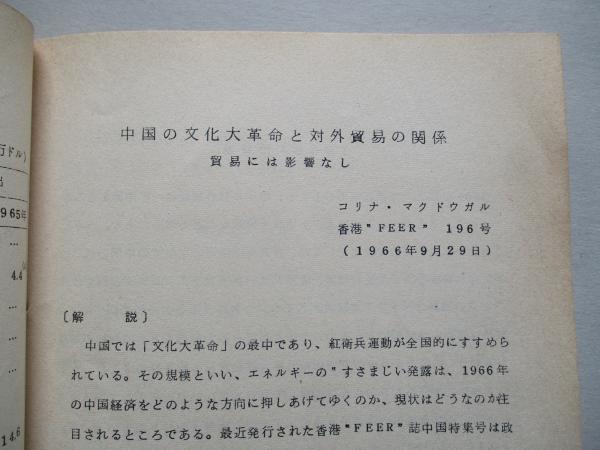 中国の文化大革命と対外貿易の関係
貿易には影響なし
コリナ・マクドウガル
香港"FEER" 196号
(1966年9月29日)
〔解 説〕
中国では「文化大革命」の最中であり、紅衛兵運動が全国的にすすめら
れている。その規模といい、エネルギーの"すさまじい発露は、1966年
の中国経済をどのような方向に押しあげてゆくのか、現状はどうなのか注
目されるところである。最近発行された香港"FEER"誌中国特集号は政
行ドル)
965年
…
4.4
…
…
…
14.6